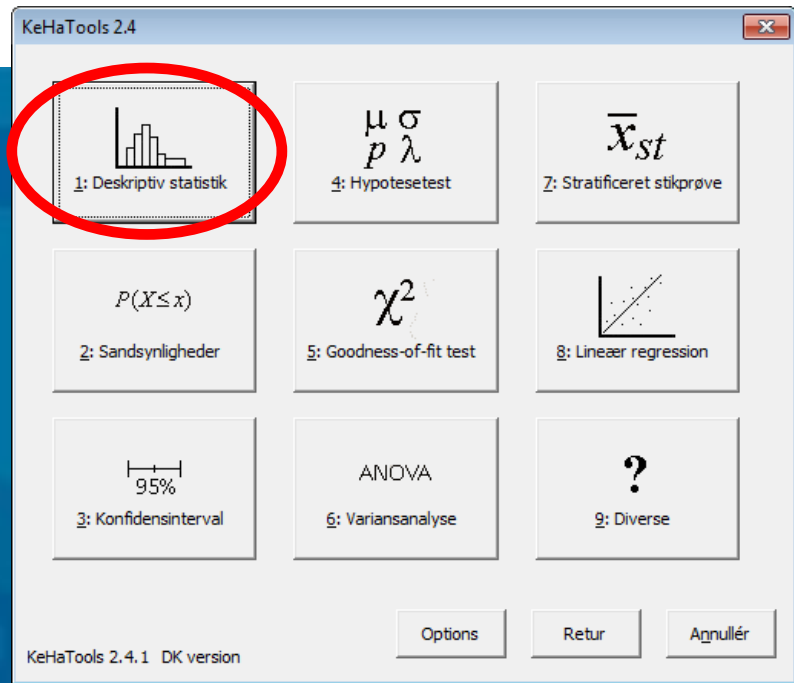 KeHaTools 2.4
1: Deskriptiv statistik
μ σ
p λ
4: Hypotesetest
x̅st
7: Stratificeret stikprøve
P(X≤x)
2: Sandsynligheder
χ2
5: Goodness-of-fit test
8: Lineær regression
95%
3: Konfidensinterval
ANOVA
6: Variansanalyse
?
9: Diverse
Options
Retur
Annullér
KeHaTools 2.4.1 DK version